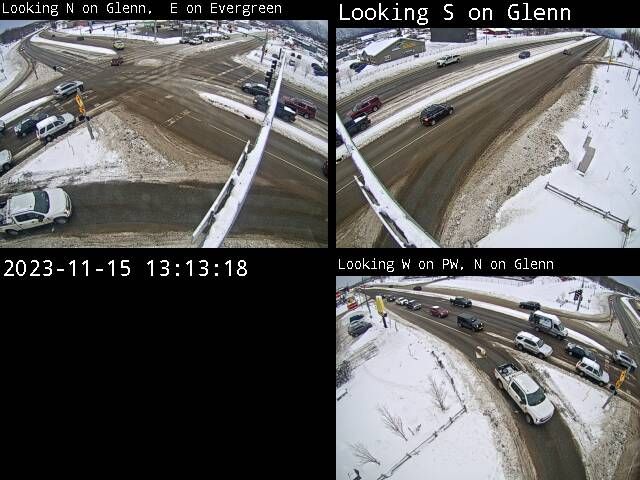 Looking N on Glenn,  E on Evergreen
Looking S on Glenn
2023-11-15 13:13:18
Looking W on PW, N on Glenn